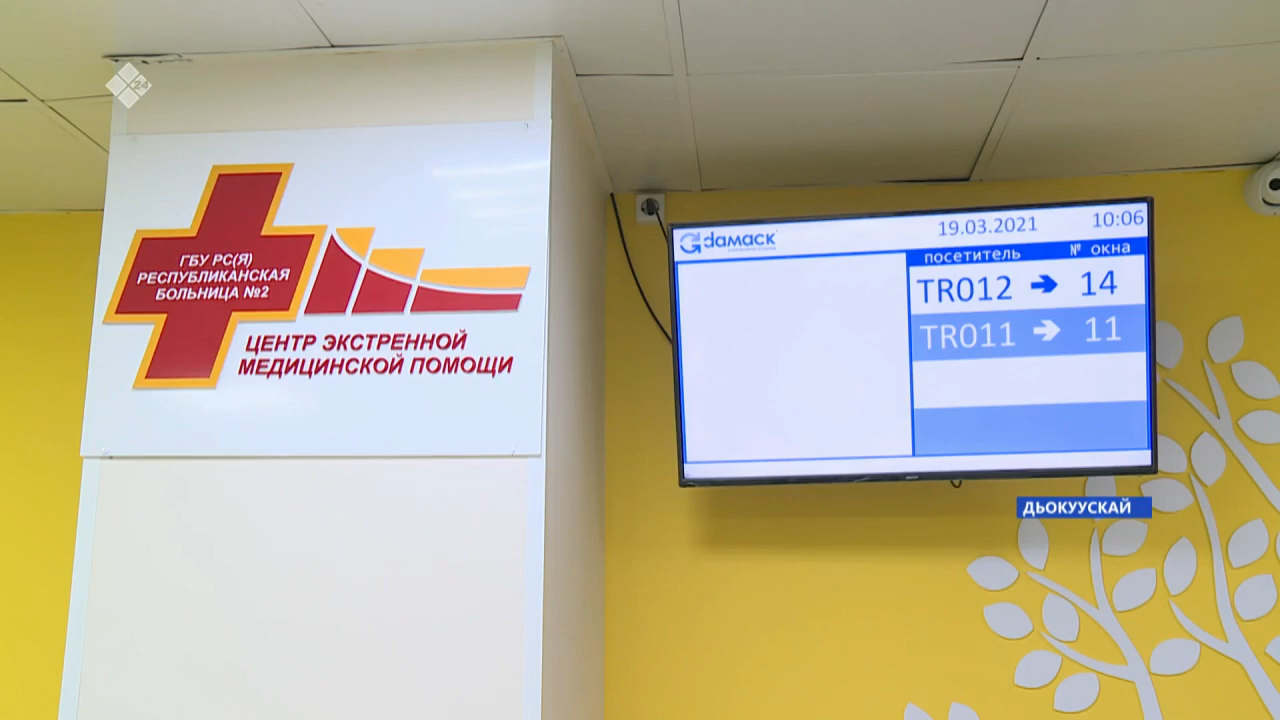 24
ГБУ РС(Я)
РЕСПУБЛИКАНСКАЯ
БОЛЬНИЦА №2
ЦЕНТР ЭКСТРЕННОЙ
МЕДИЦИНСКОЙ ПОМОЩИ
дамаск
19.03.2021
10:06
посетитель № окна
TR012 14
TR011 11
ДЬОКУУСКАЙ